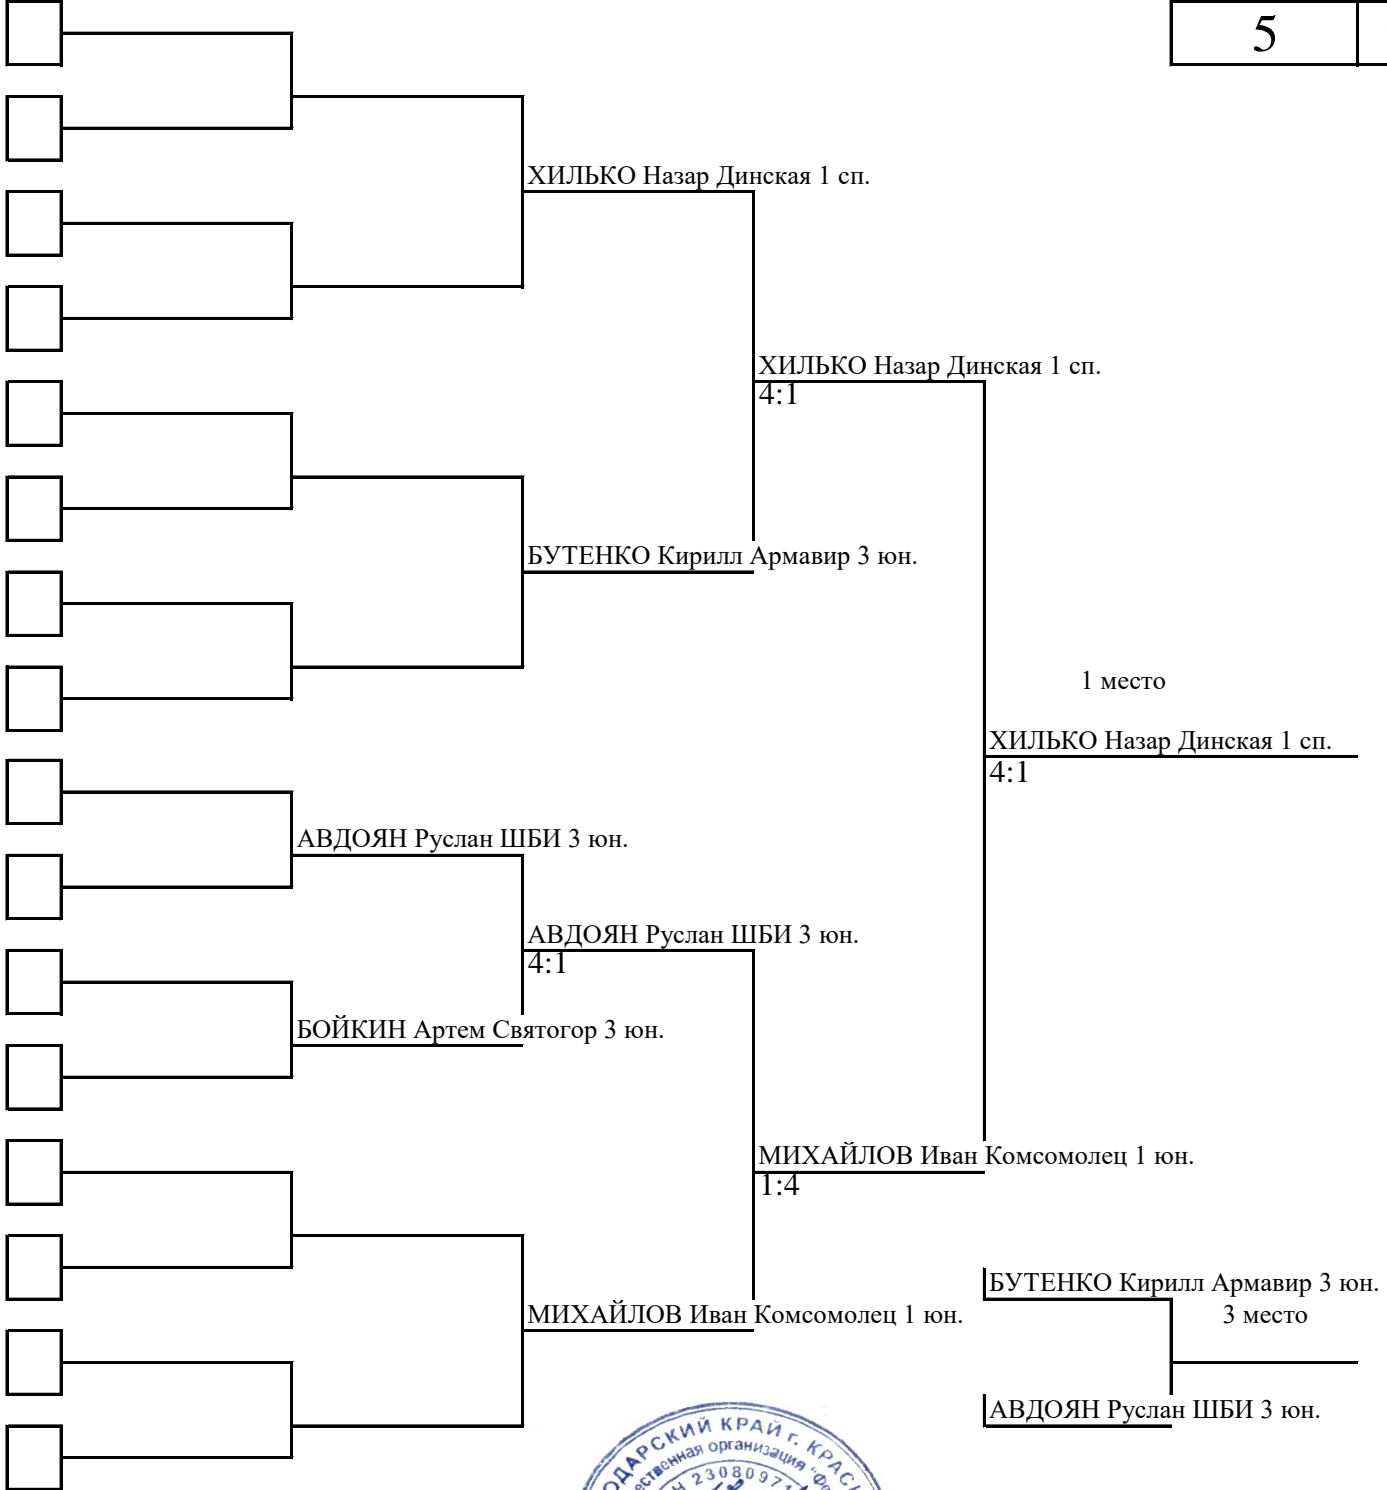 5
ХИЛЬКО Назар Динская 1 сп.
ХИЛЬКО Назар Динская 1 сп.
4:1
БУТЕНКО Кирилл Армавир 3 юн.
1 место
ХИЛЬКО Назар Динская 1 сп.
4:1
АВДОЯН Руслан ШБИ 3 юн.
АВДОЯН Руслан ШБИ 3 юн.
4:1
БОЙКИН Артем Святогор 3 юн.
МИХАЙЛОВ Иван Комсомолец 1 юн.
1:4
БУТЕНКО Кирилл Армавир 3 юн.
МИХАЙЛОВ Иван Комсомолец 1 юн.
3 место
АВДОЯН Руслан ШБИ 3 юн.
КРАЙ г.
организация